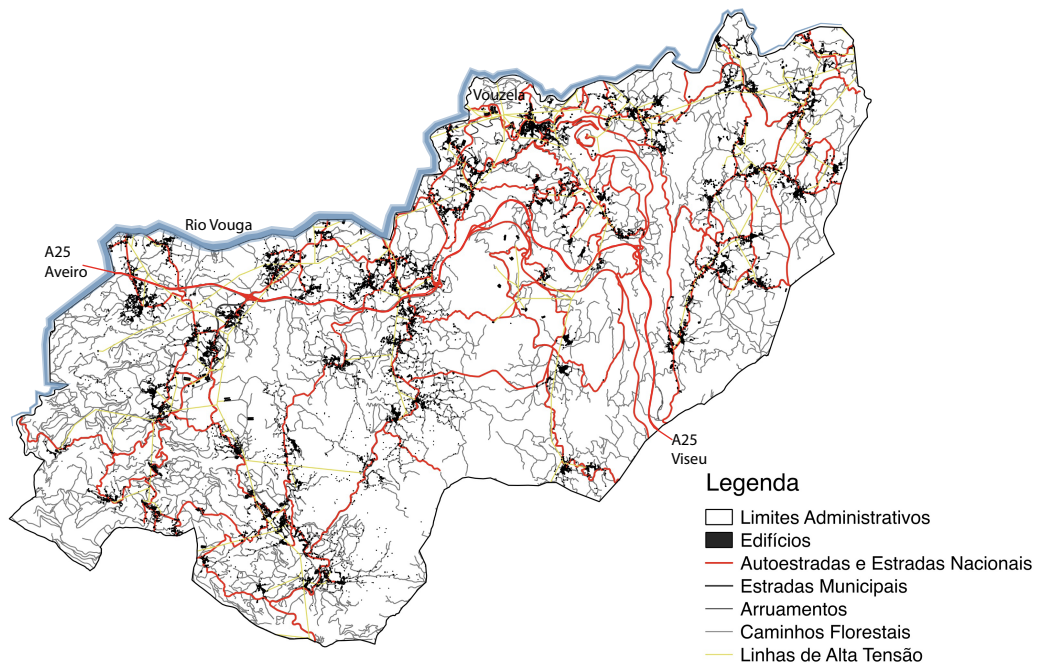 Vouzela
Rio Vouga
A25
Aveiro
A25
Viseu
Legenda
Limites Administrativos
Edifícios
Autoestradas e Estradas Nacionais
Estradas Municipais
Arruamentos
Caminhos Florestais
Linhas de Alta Tensão